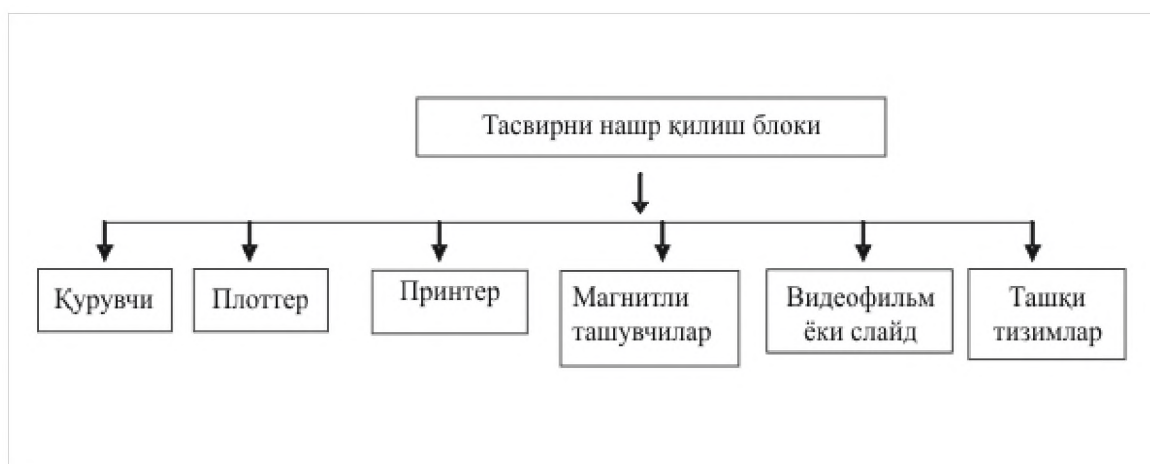 Тасвирни нашр қилиш блоки
Қурувчи
Плоттер
Принтер
Магнитли
ташувчилар
Видеофильм
ёки слайд
Ташқи
тизимлар